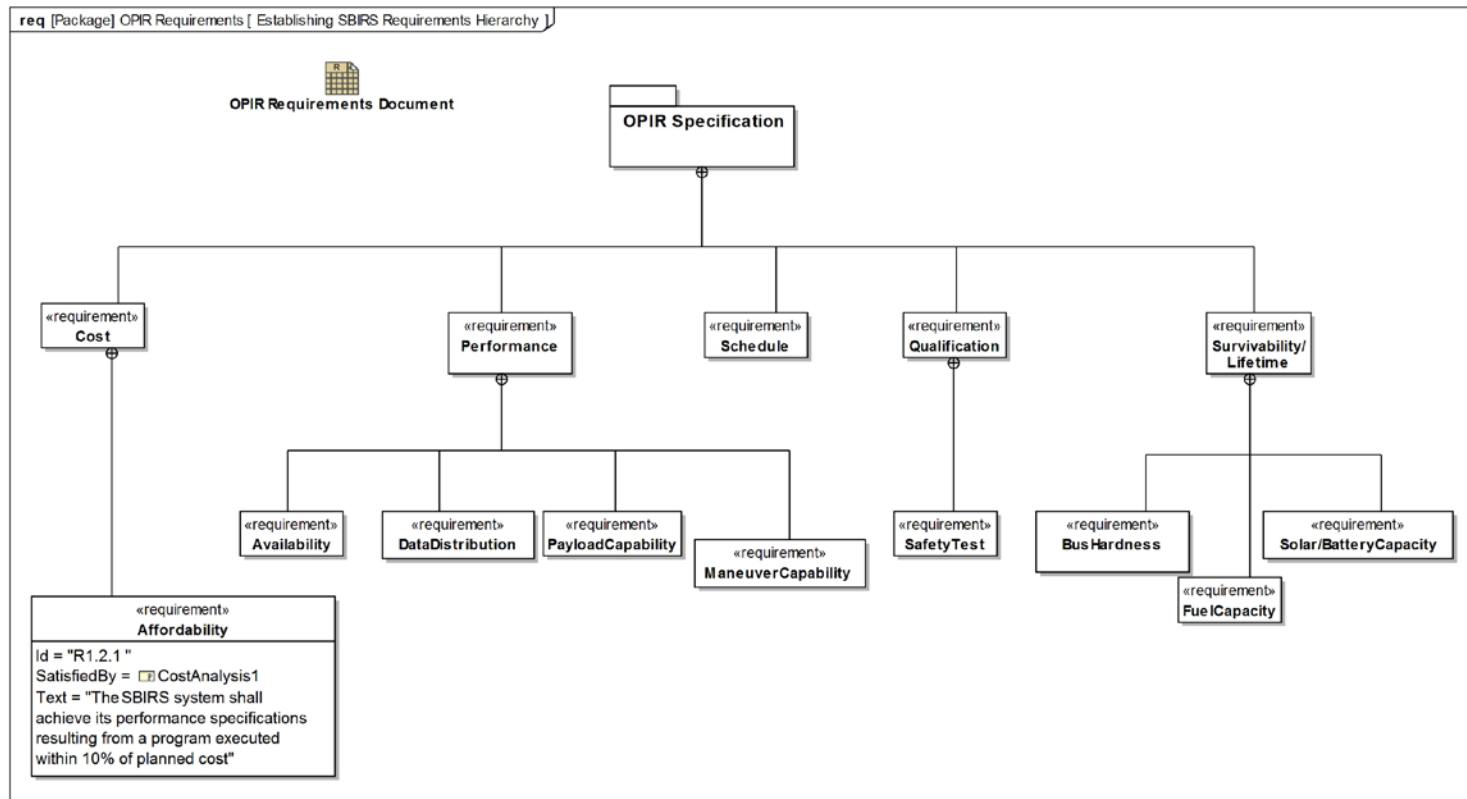 req [Package] OPIR Requirements [ Establishing SBIRS Requirements Hierarchy ]
R
OPIR Requirements Document
OPIR Specification
«requirement»
Cost
«requirement»
Performance
«requirement»
Schedule
«requirement»
Qualification
«requirement»
Survivability/
Lifetime
«requirement»
Availability
«requirement»
DataDistribution
«requirement»
PayloadCapability
«requirement»
ManeuverCapability
«requirement»
SafetyTest
«requirement»
BusHardness
«requirement»
Solar/BatteryCapacity
«requirement»
FuelCapacity
«requirement»
Affordability
Id = "R1.2.1 "
SatisfiedBy = CostAnalysis1
Text = "The SBIRS system shall
achieve its performance specifications
resulting from a program executed
within 10% of planned cost"